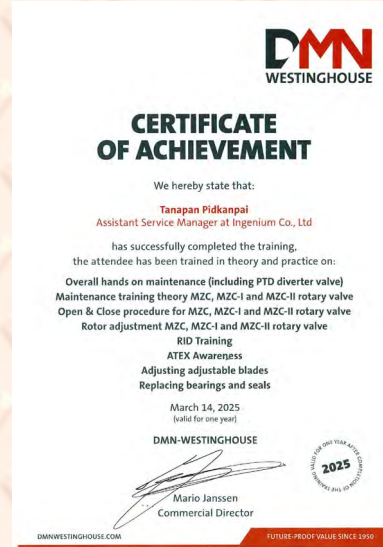 DMN
WESTINGHOUSE
CERTIFICATE
OF ACHIEVEMENT
We hereby state that:
Tanapan Pidkanpai
Assistant Service Manager at Ingenium Co., Ltd
has successfully completed the training,
the attendee has been trained in theory and practice on:
Overall hands on maintenance (including PTD diverter valve)
Maintenance training theory MZC, MZC-I and MZC-II rotary valve
Open & Close procedure for MZC, MZC-I and MZC-II rotary valve
Rotor adjustment MZC, MZC-I and MZC-II rotary valve
RID Training
ATEX Awareness
Adjusting adjustable blades
Replacing bearings and seals
March 14, 2025
(valid for one year)
DMN-WESTINGHOUSE
TRAINING VALID FOR ONE YEAR AFTER COMPLETION OF THE
2025
Mario Janssen
Commercial Director
DMNWESTINGHOUSE.COM
FUTURE-PROOF VALUE SINCE 1950